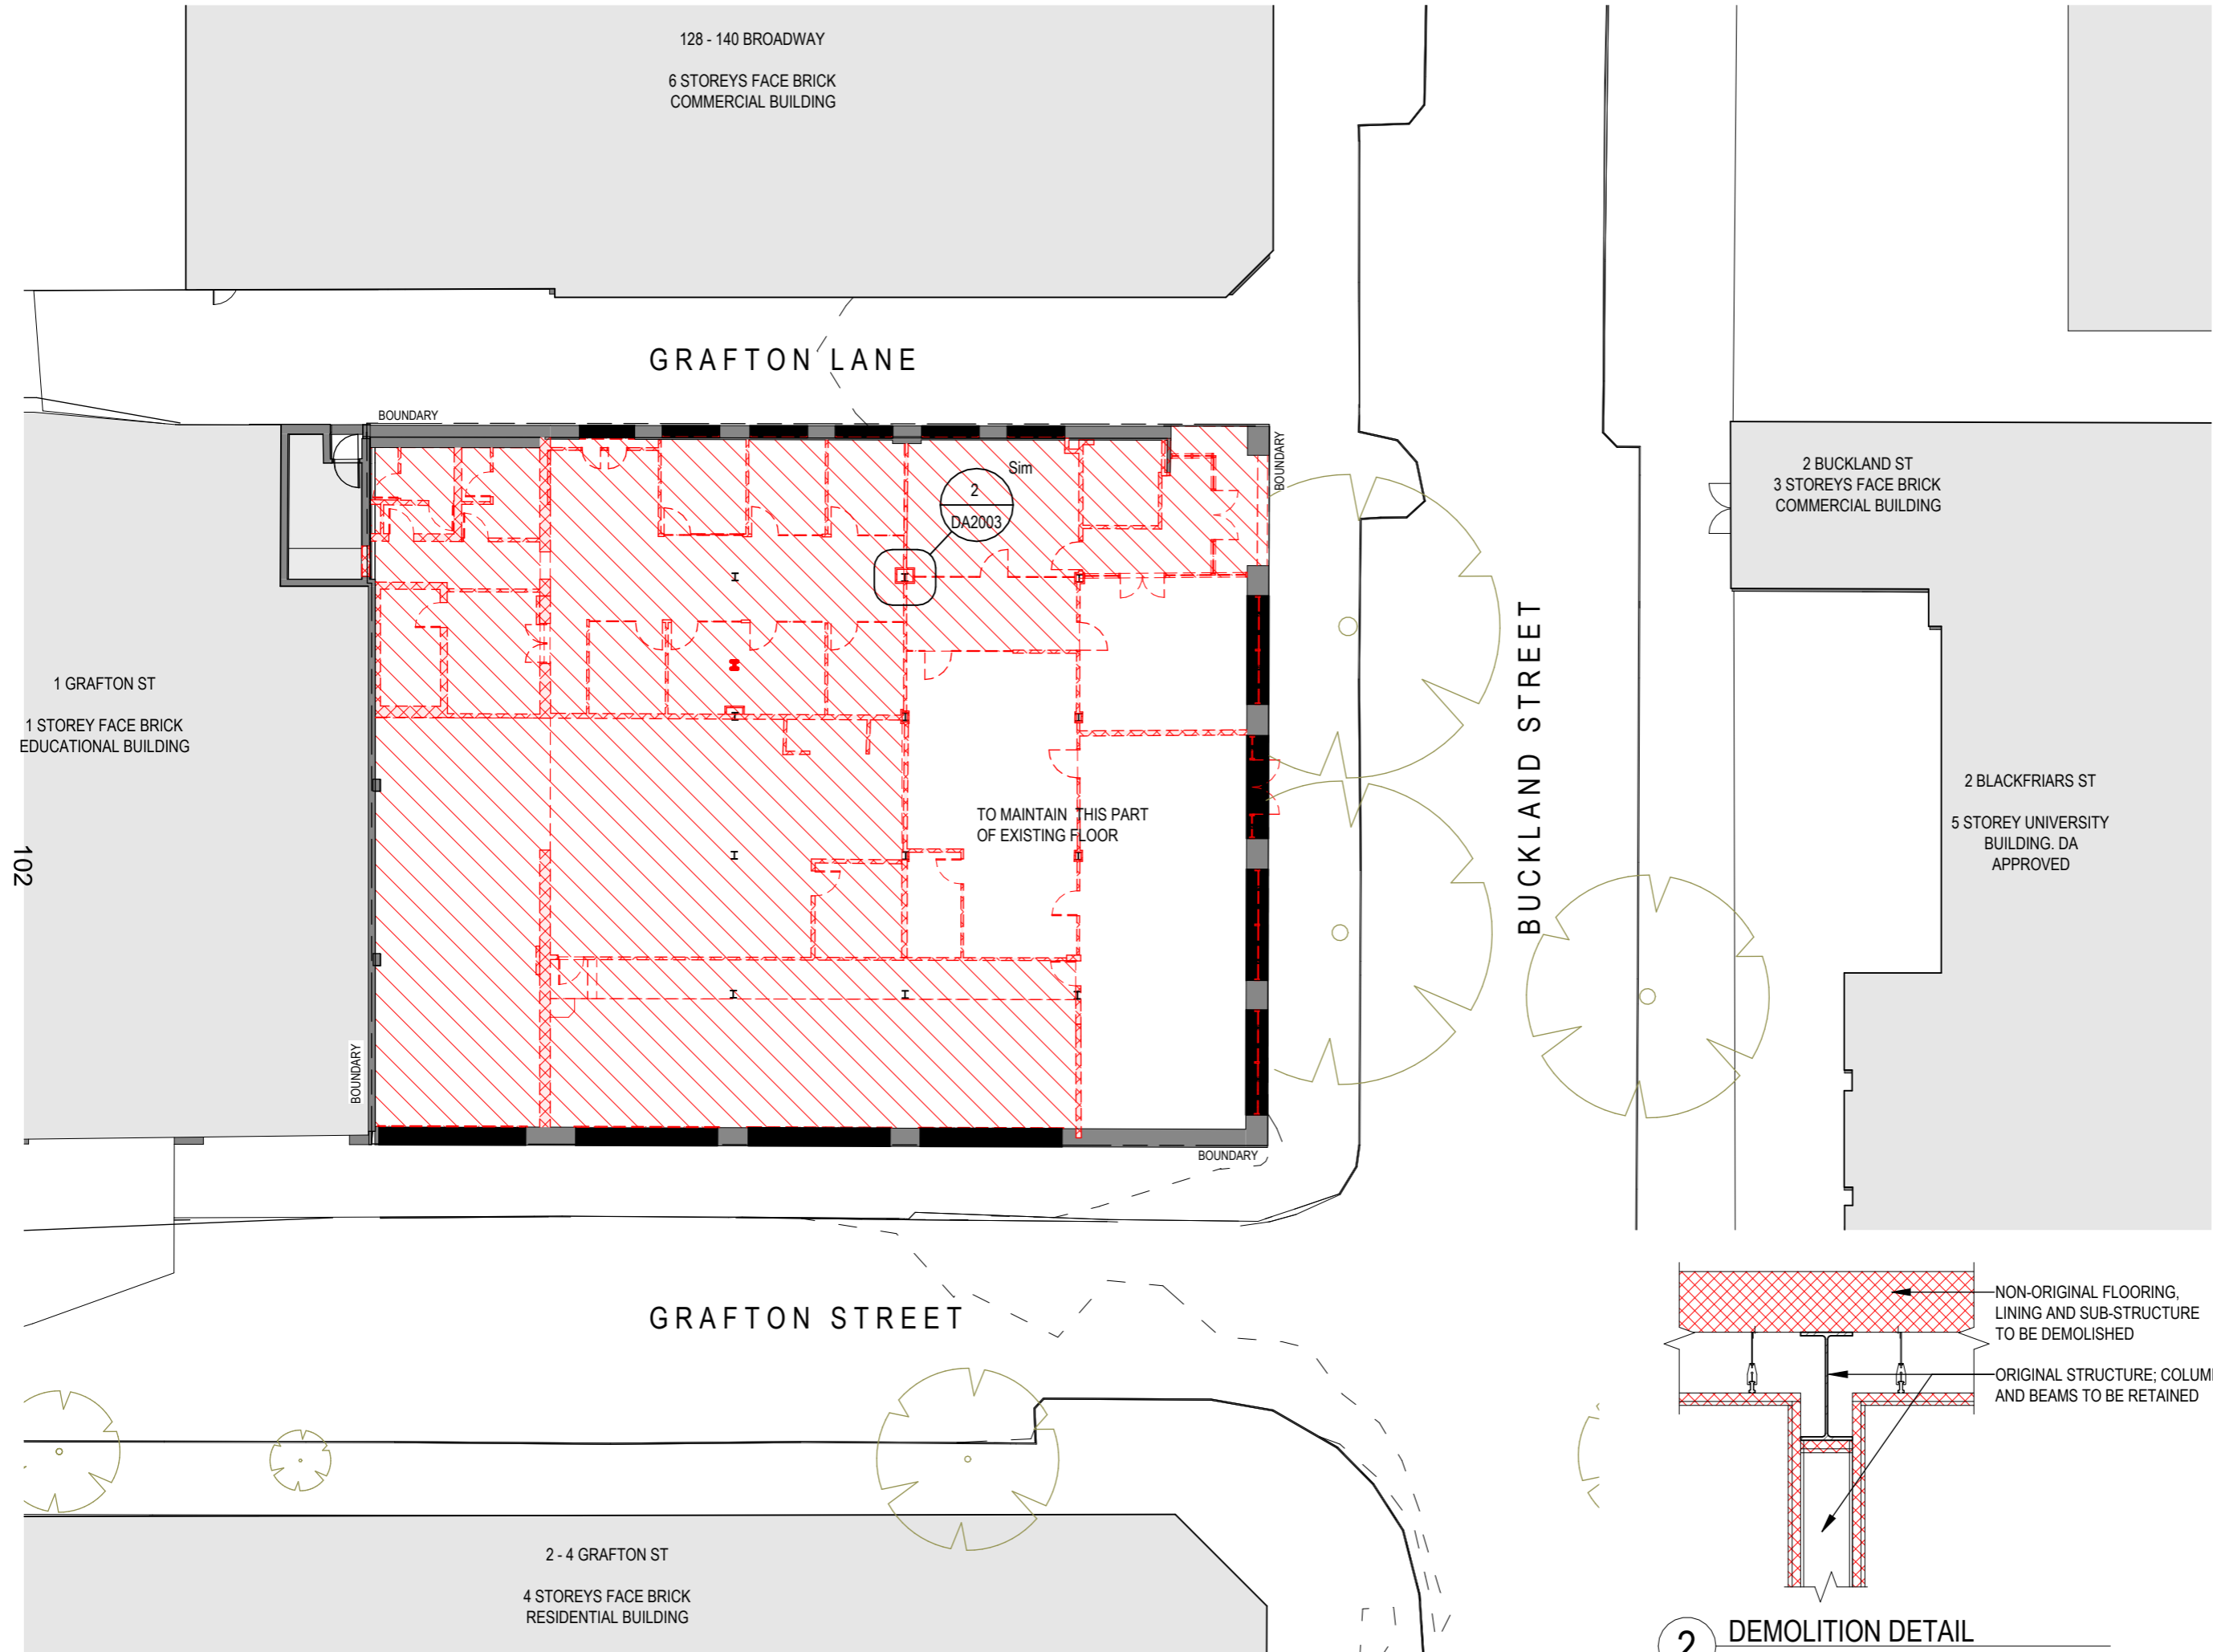 128 - 140 BROADWAY
6 STOREYS FACE BRICK
COMMERCIAL BUILDING
GRAFTON LANE
BOUNDARY
BOUNDARY
Sim
2
DA2003
2 BUCKLAND ST
3 STOREYS FACE BRICK
COMMERCIAL BUILDING
1 GRAFTON ST
1 STOREY FACE BRICK
EDUCATIONAL BUILDING
BUCKLAND STREET
TO MAINTAIN THIS PART
OF EXISTING FLOOR
2 BLACKFRIARS ST
5 STOREY UNIVERSITY
BUILDING. DA
APPROVED
102
BOUNDARY
BOUNDARY
GRAFTON STREET
NON-ORIGINAL FLOORING,
LINING AND SUB-STRUCTURE
TO BE DEMOLISHED
ORIGINAL STRUCTURE; COLUM
AND BEAMS TO BE RETAINED
2 - 4 GRAFTON ST
4 STOREYS FACE BRICK
RESIDENTIAL BUILDING
2
DEMOLITION DETAIL